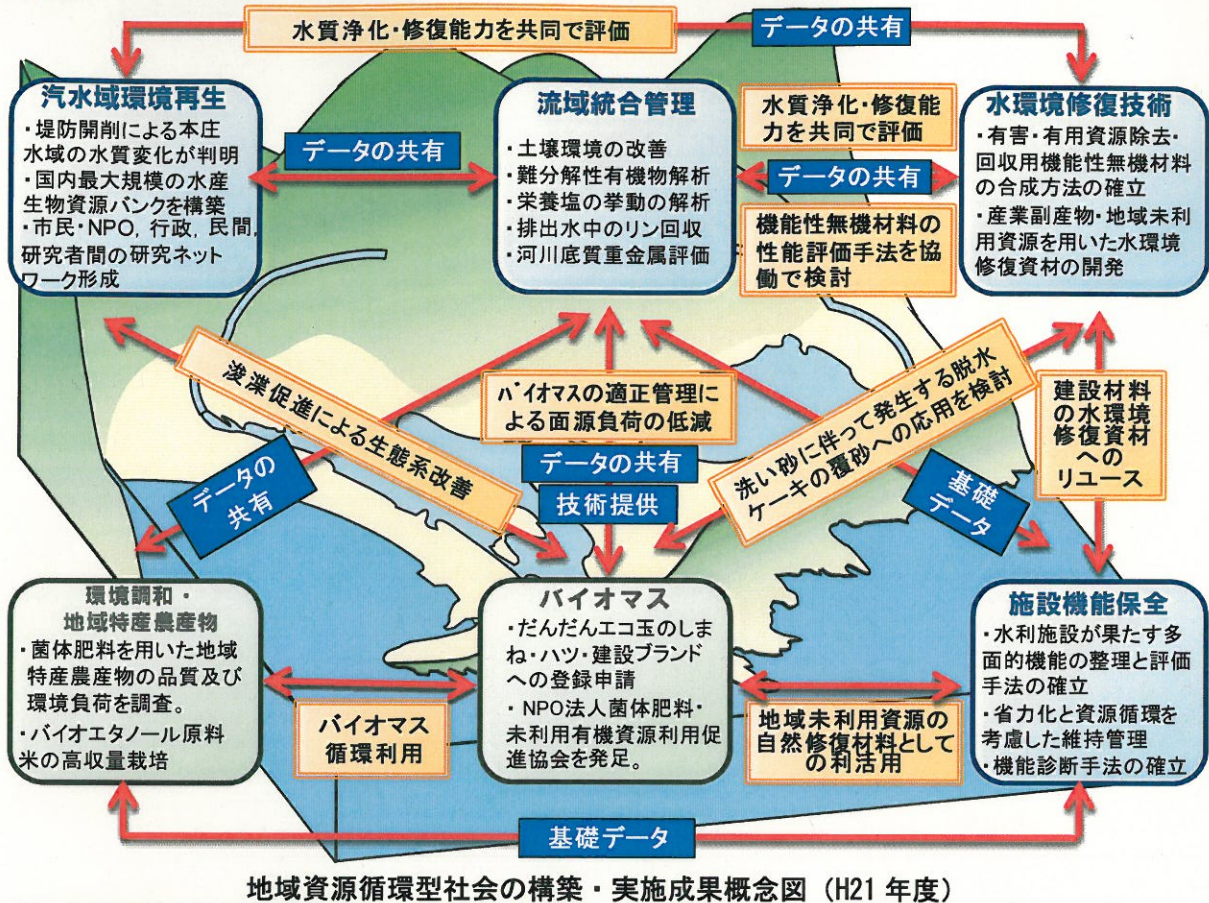 水質浄化・修復能力を共同で評価
データの共有
汽水域環境再生
・堤防開削による本庄
水域の水質変化が判明
・国内最大規模の水産
生物資源バンクを構築
・市民・NPO, 行政, 民間,
研究者間の研究ネット
ワーク形成
データの共有
流域統合管理
・土壌環境の改善
・難分解性有機物解析
・栄養塩の挙動の解析
・排出水中のリン回収
・河川底質重金属評価
水質浄化・修復能
力を共同で評価
データの共有
機能性無機材料の
性能評価手法を協
働で検討
水環境修復技術
・有害・有用資源除去・
回収用機能性無機材料
の合成方法の確立
・産業副産物・地域未利
用資源を用いた水環境
修復資材の開発
浚渫促進による生態系改善
データの
共有
バイオマスの適正管理に
よる面源負荷の低減
データの共有
技術提供
洗い砂に伴って発生する脱水
ケーキの覆砂への応用を検討
基礎
データ
建設材料
の水環境
修復資材
への
リユース
環境調和・
地域特産農産物
・菌体肥料を用いた地域
特産農産物の品質及び
環境負荷を調査。
・バイオエタノール原料
米の高収量栽培
バイオマス
循環利用
バイオマス
・だんだんエコ玉のしま
ね・ハツ・建設ブランド
への登録申請
・NPO法人菌体肥料・
未利用有機資源利用促
進協会を発足。
地域未利用資源の
自然修復材料として
の利活用
施設機能保全
・水利施設が果たす多
面的機能の整理と評価
手法の確立
・省力化と資源循環を
考慮した維持管理
・機能診断手法の確立
基礎データ
地域資源循環型社会の構築・実施成果概念図（H21 年度）